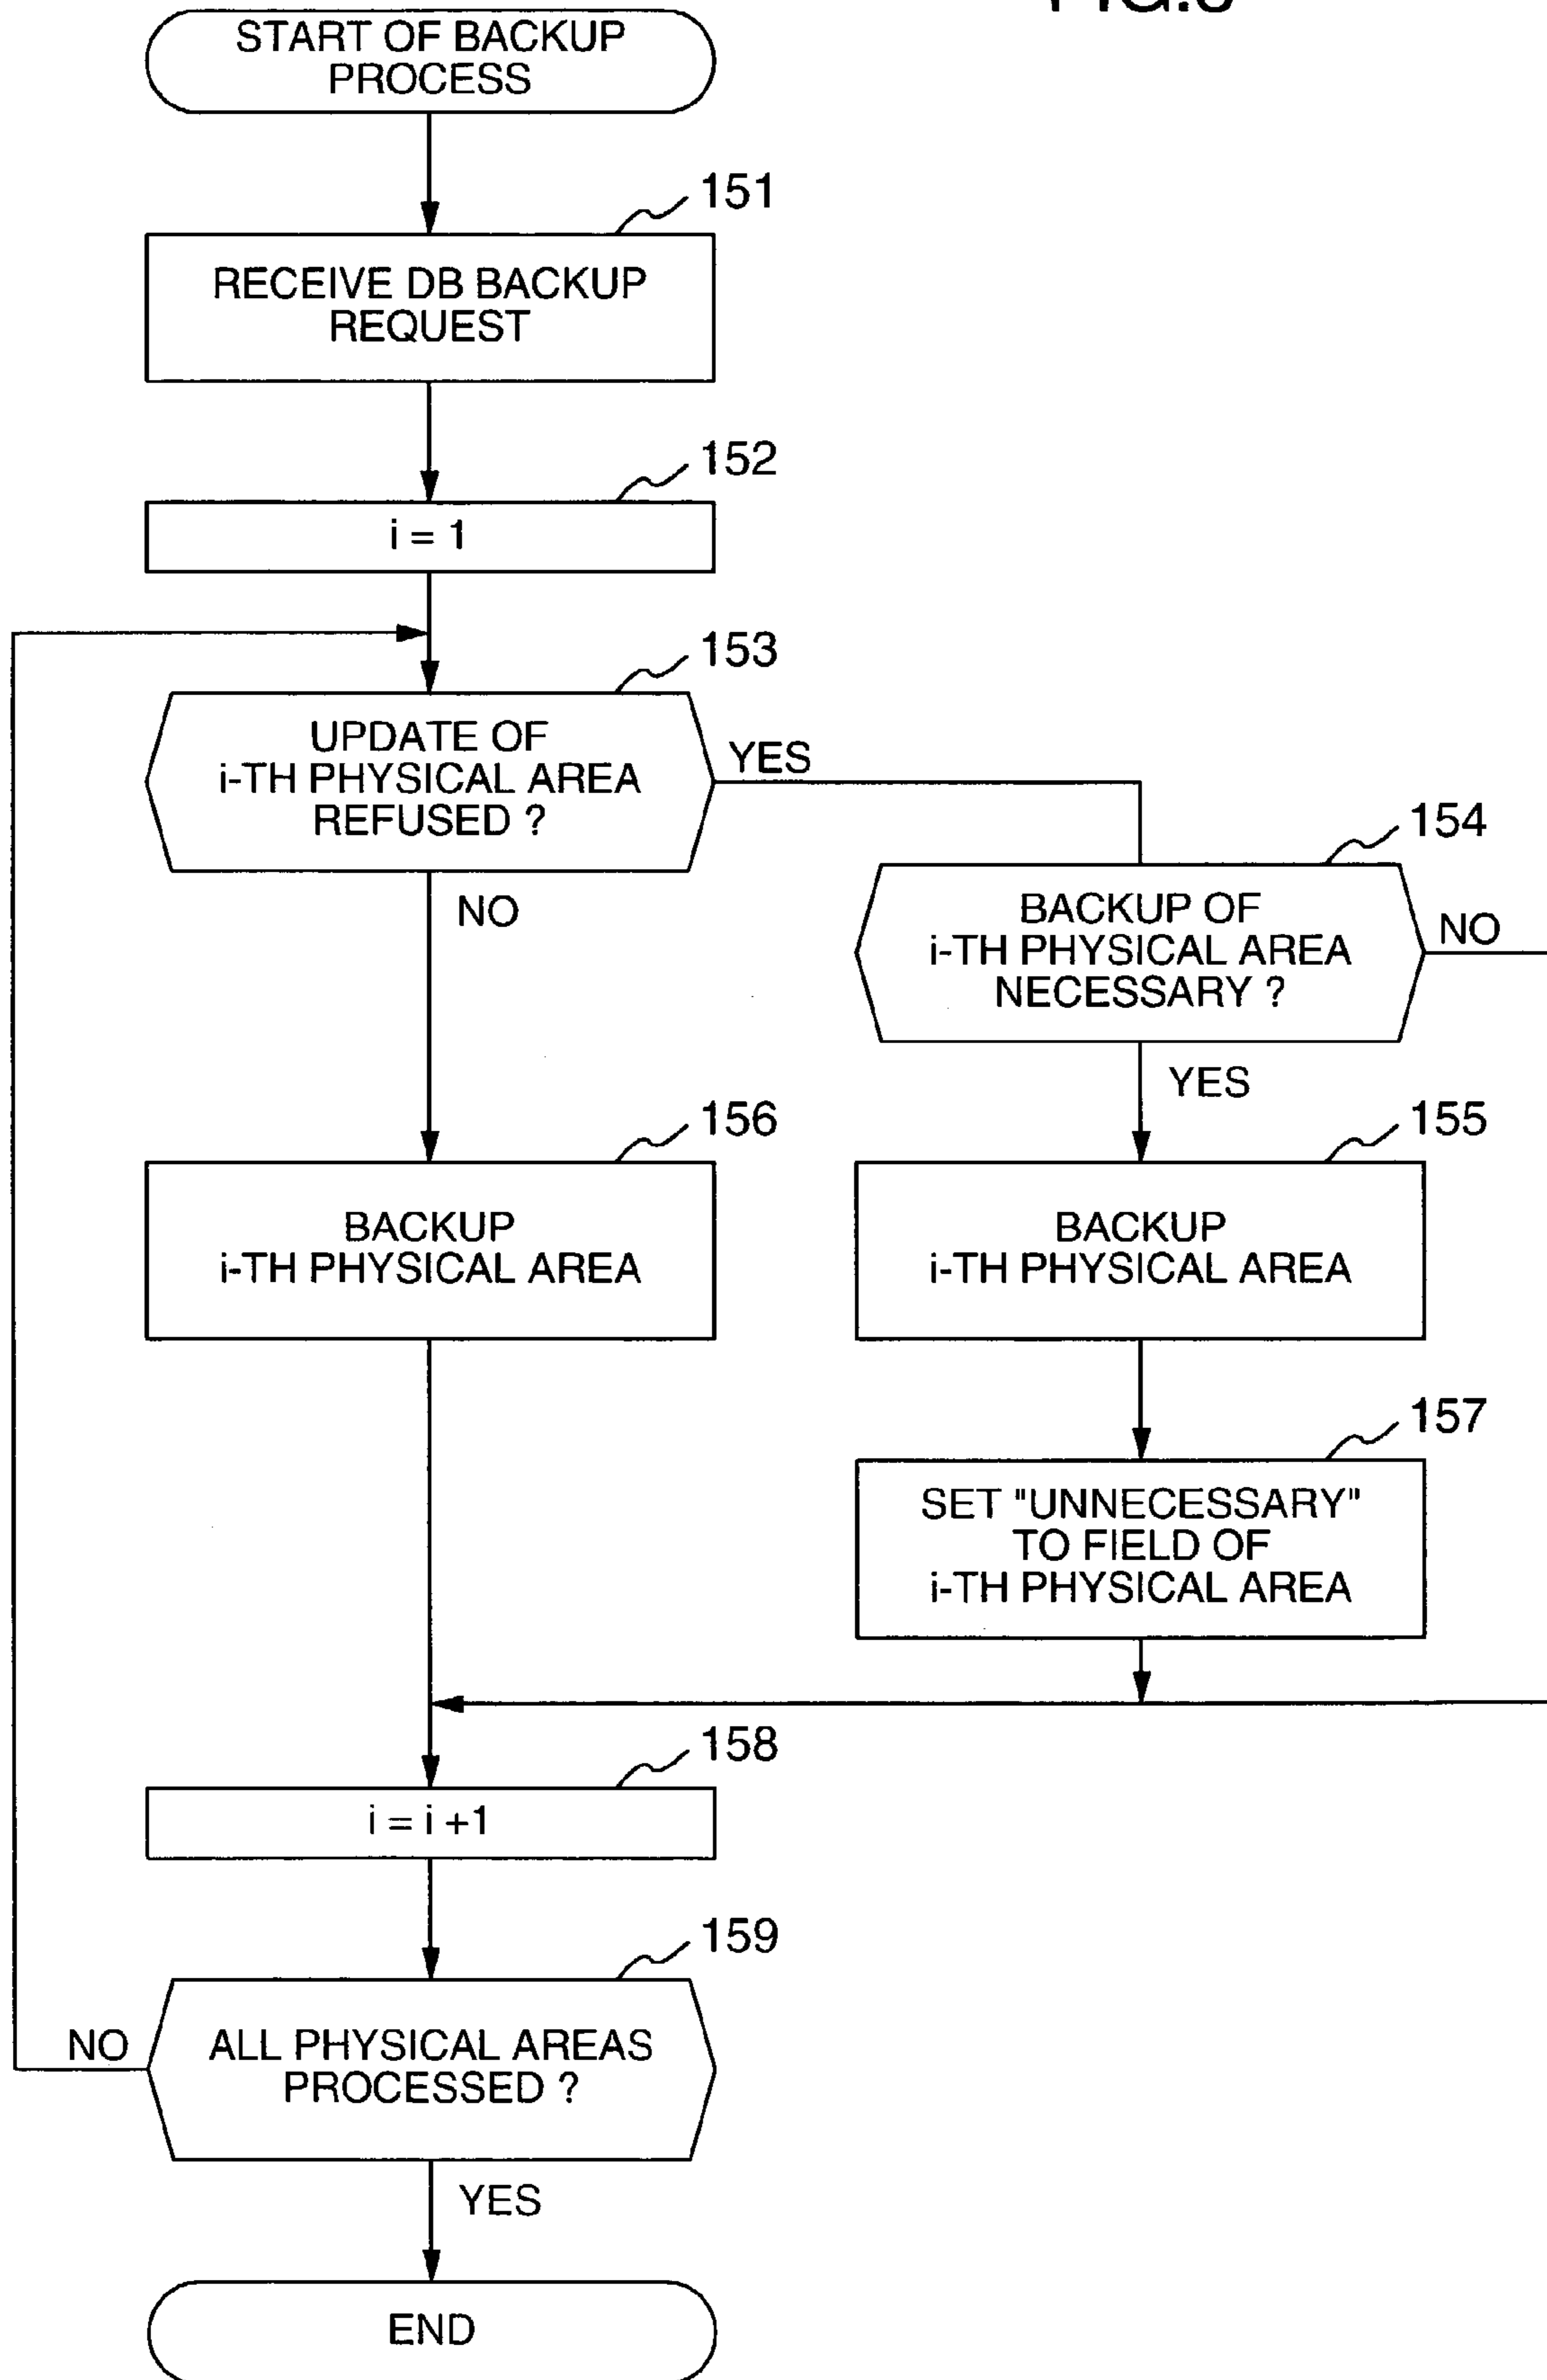 START OF BACKUP
PROCESS
151
RECEIVE DB BACKUP
REQUEST
152
i = 1
153
UPDATE OF
i-TH PHYSICAL AREA
REFUSED ?
YES
NO
154
BACKUP OF
i-TH PHYSICAL AREA
NECESSARY ?
NO
YES
156
BACKUP
i-TH PHYSICAL AREA
155
BACKUP
i-TH PHYSICAL AREA
157
SET "UNNECESSARY"
TO FIELD OF
i-TH PHYSICAL AREA
158
i = i +1
159
ALL PHYSICAL AREAS
PROCESSED ?
NO
YES
END